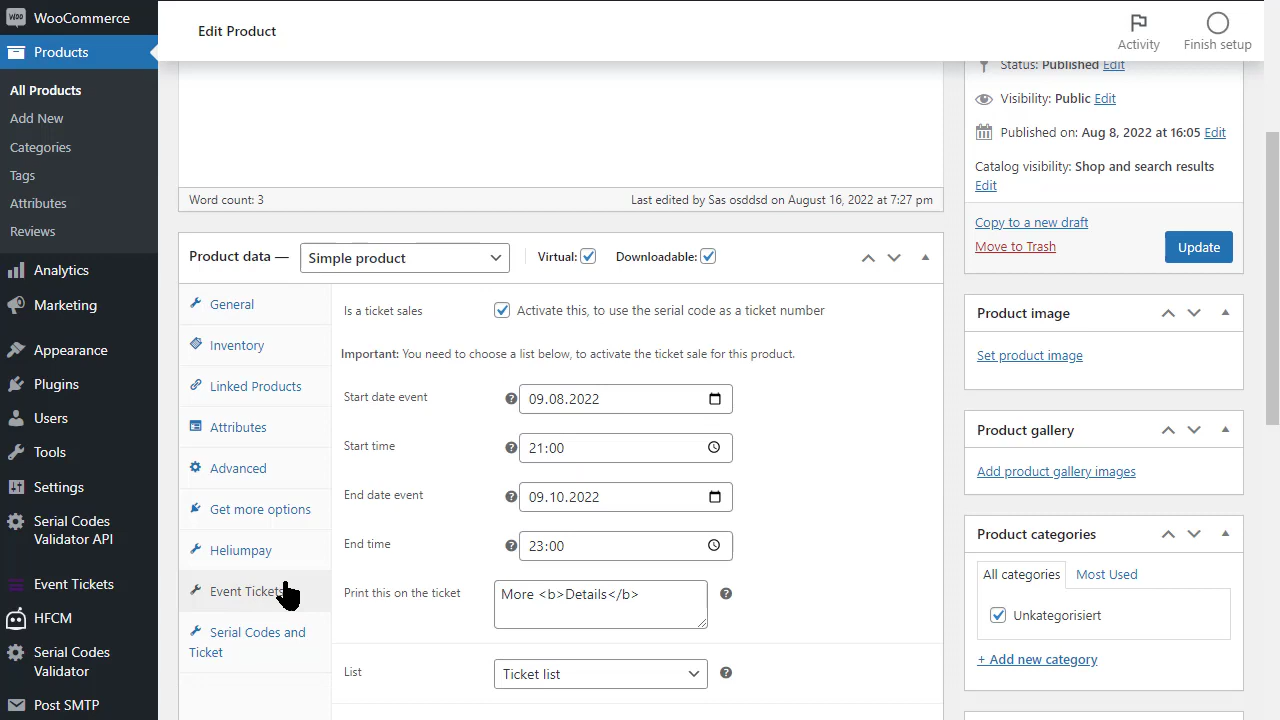 WooCommerce
Products
All Products
Add New
Categories
Tags
Attributes
Reviews
Analytics
Marketing
Appearance
Plugins
Users
Tools
Settings
Serial Codes
Validator API
Event Tickets
HFCM
Serial Codes
Validator
Post SMTP
Edit Product
Activity
Finish setup
Word count: 3
Last edited by Sas osddsd on August 16, 2022 at 7:27 pm
Product data —
Simple product
Virtual:
Downloadable:
General
Inventory
Linked Products
Attributes
Advanced
Get more options
Heliumpay
Event Tickets
Serial Codes and
Ticket
Is a ticket sales
Activate this, to use the serial code as a ticket number
Important: You need to choose a list below, to activate the ticket sale for this product.
Start date event
09.08.2022
Start time
21:00
End date event
09.10.2022
End time
23:00
Print this on the ticket
More <b>Details</b>
List
Ticket list
Status: Published Edit
Visibility: Public Edit
Published on: Aug 8, 2022 at 16:05 Edit
Catalog visibility: Shop and search results
Edit
Copy to a new draft
Move to Trash
Update
Product image
Set product image
Product gallery
Add product gallery images
Product categories
All categories
Most Used
Unkategorisiert
+ Add new category